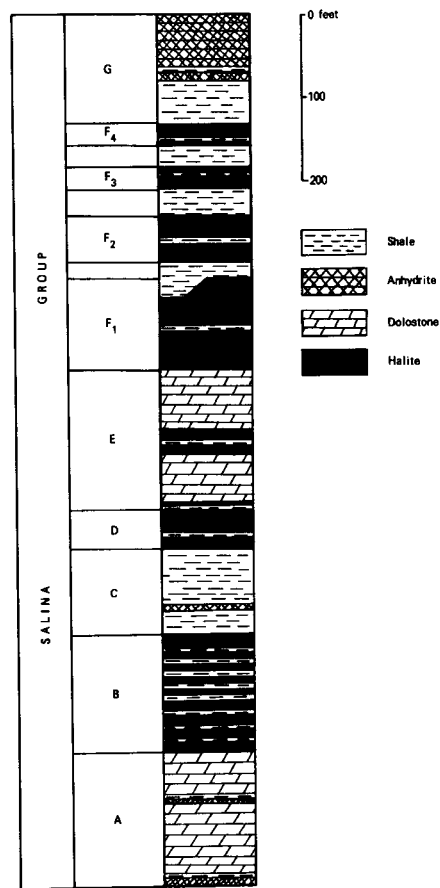 SALINA GROUP
G
F4
F3
F2
F1
E
D
C
B
A
0 feet
100
200
Shale
Anhydrite
Dolostone
Halite